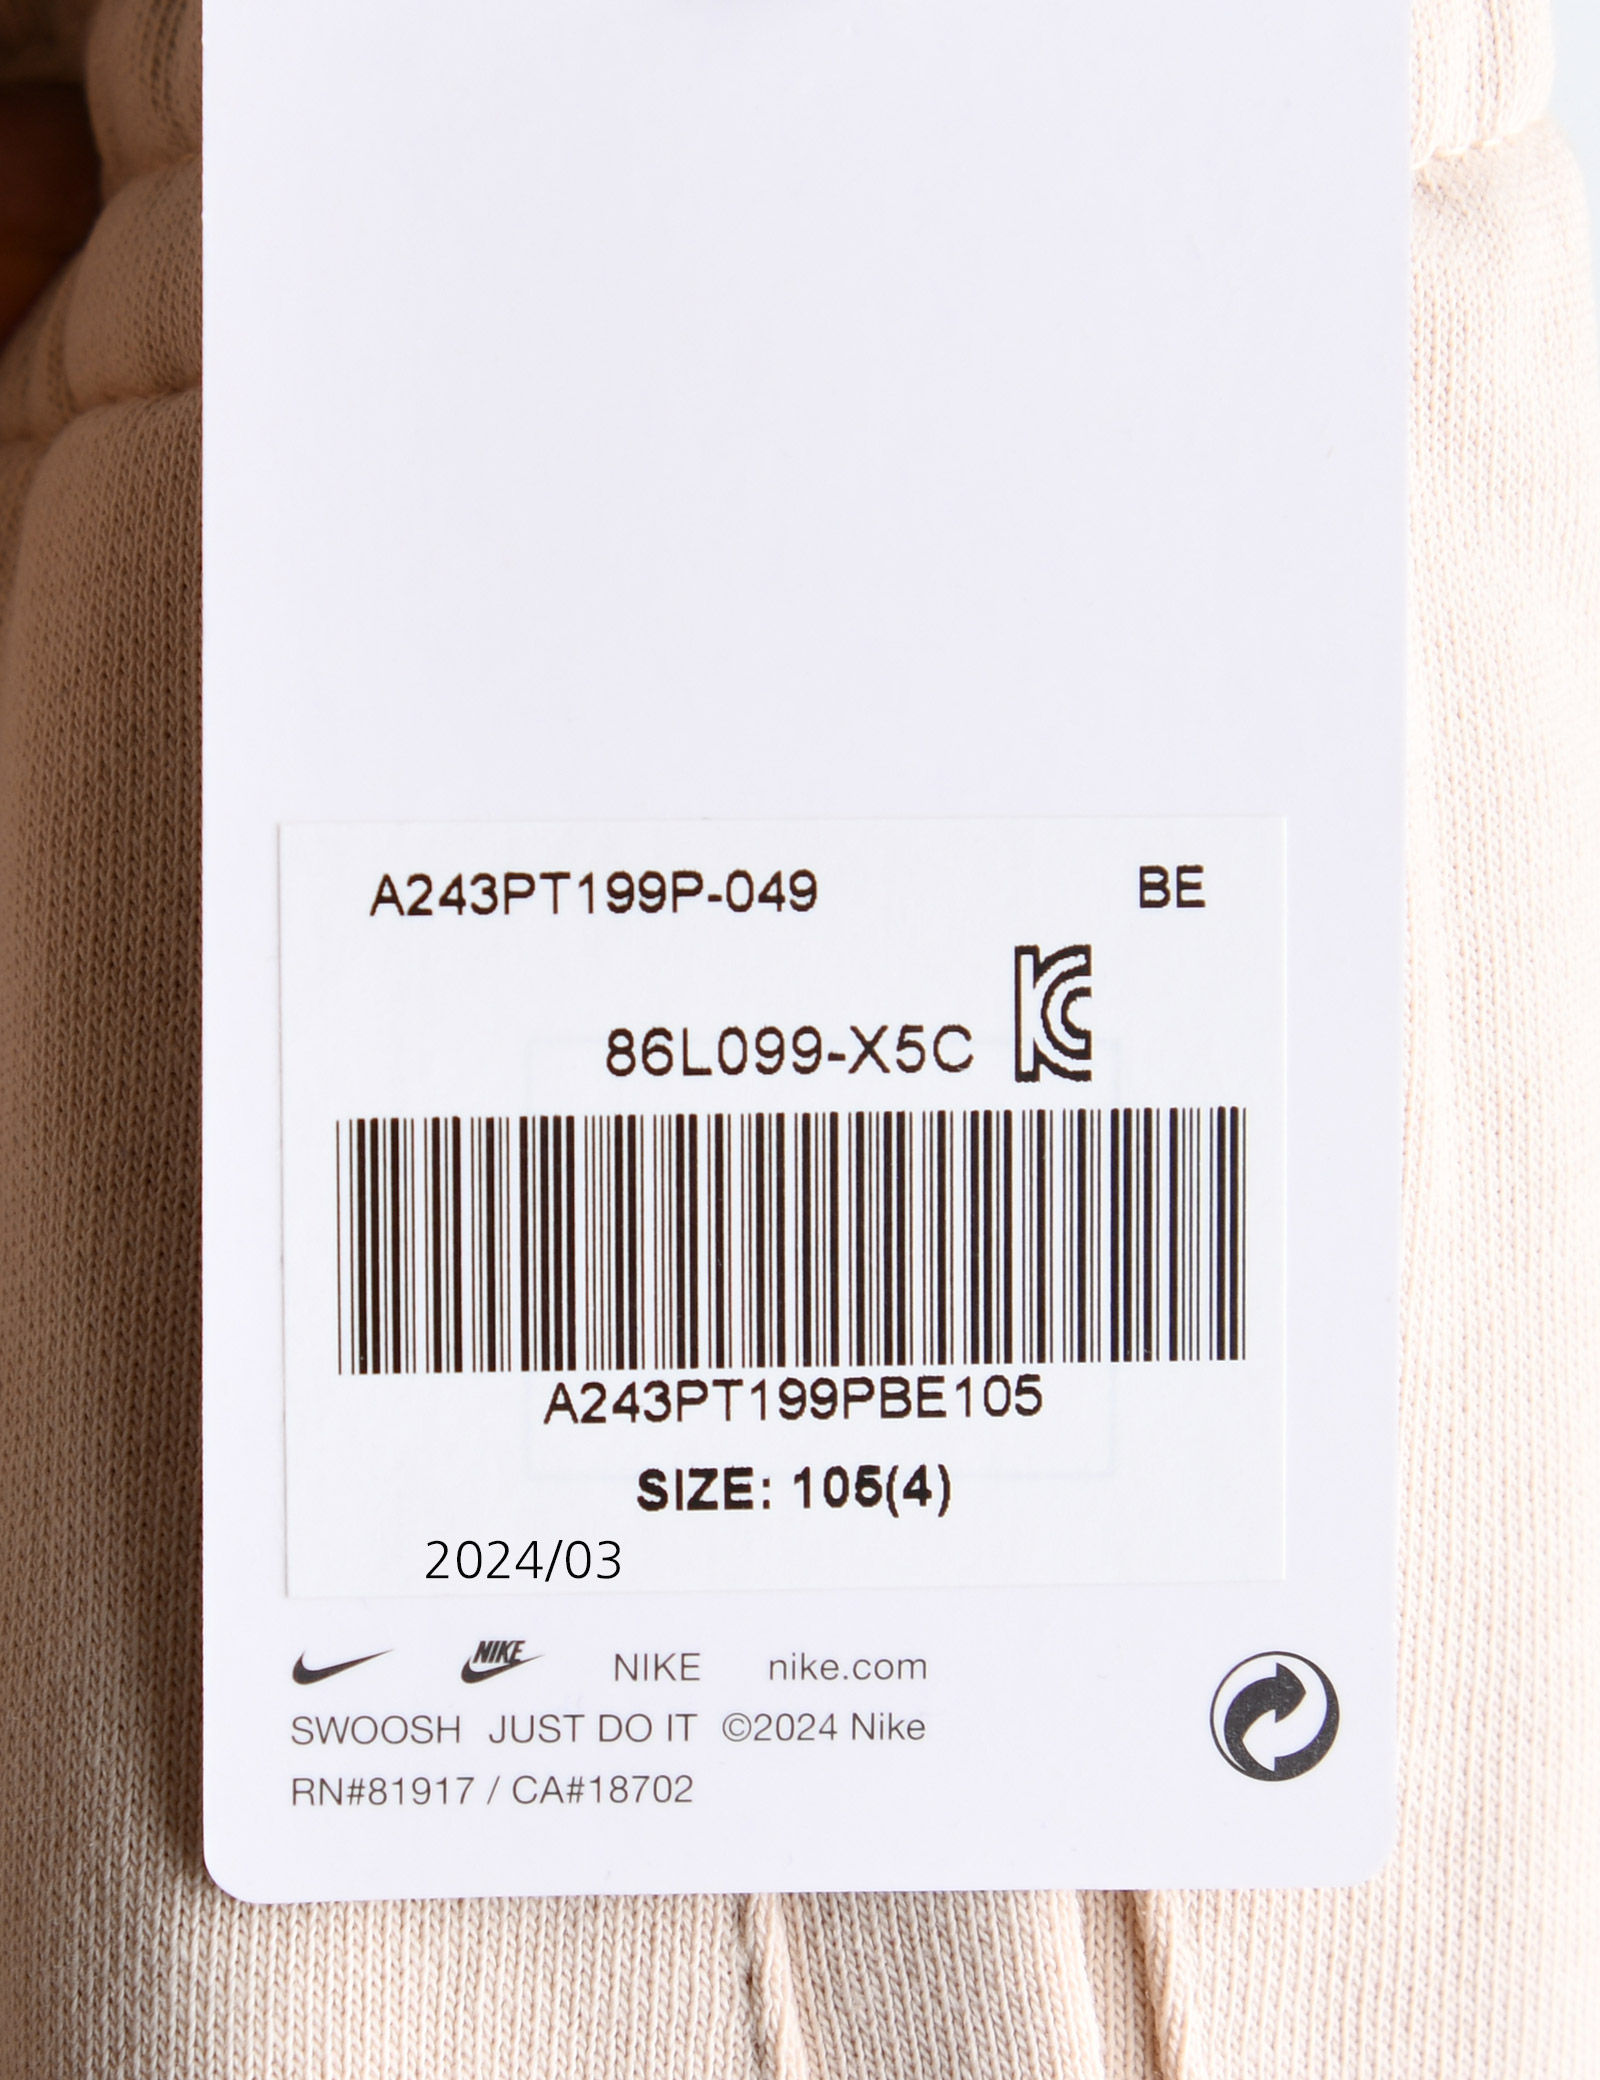 A243PT199P-049 BE
86L099-X5C
A243PT199PBE105
SIZE: 105(4)
2024/03
NIKE NIKE nike.com
SWOOSH JUST DO IT ©2024 Nike
RN#81917 / CA#18702